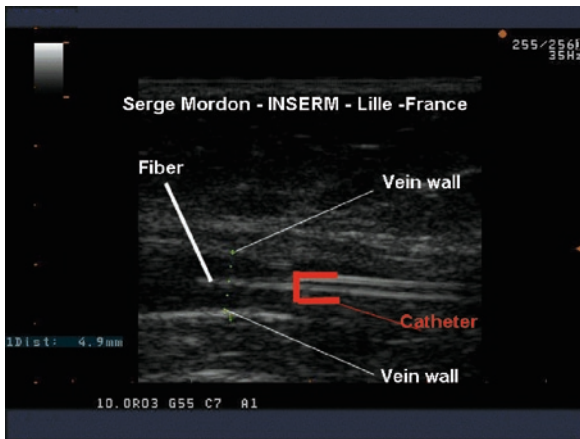 255/256
35Hz
Serge Mordon - INSERM - Lille -France
Fiber
Vein wall
Catheter
1Dist: 4.9mm
Vein wall
10.0R03 G55 C7 A1